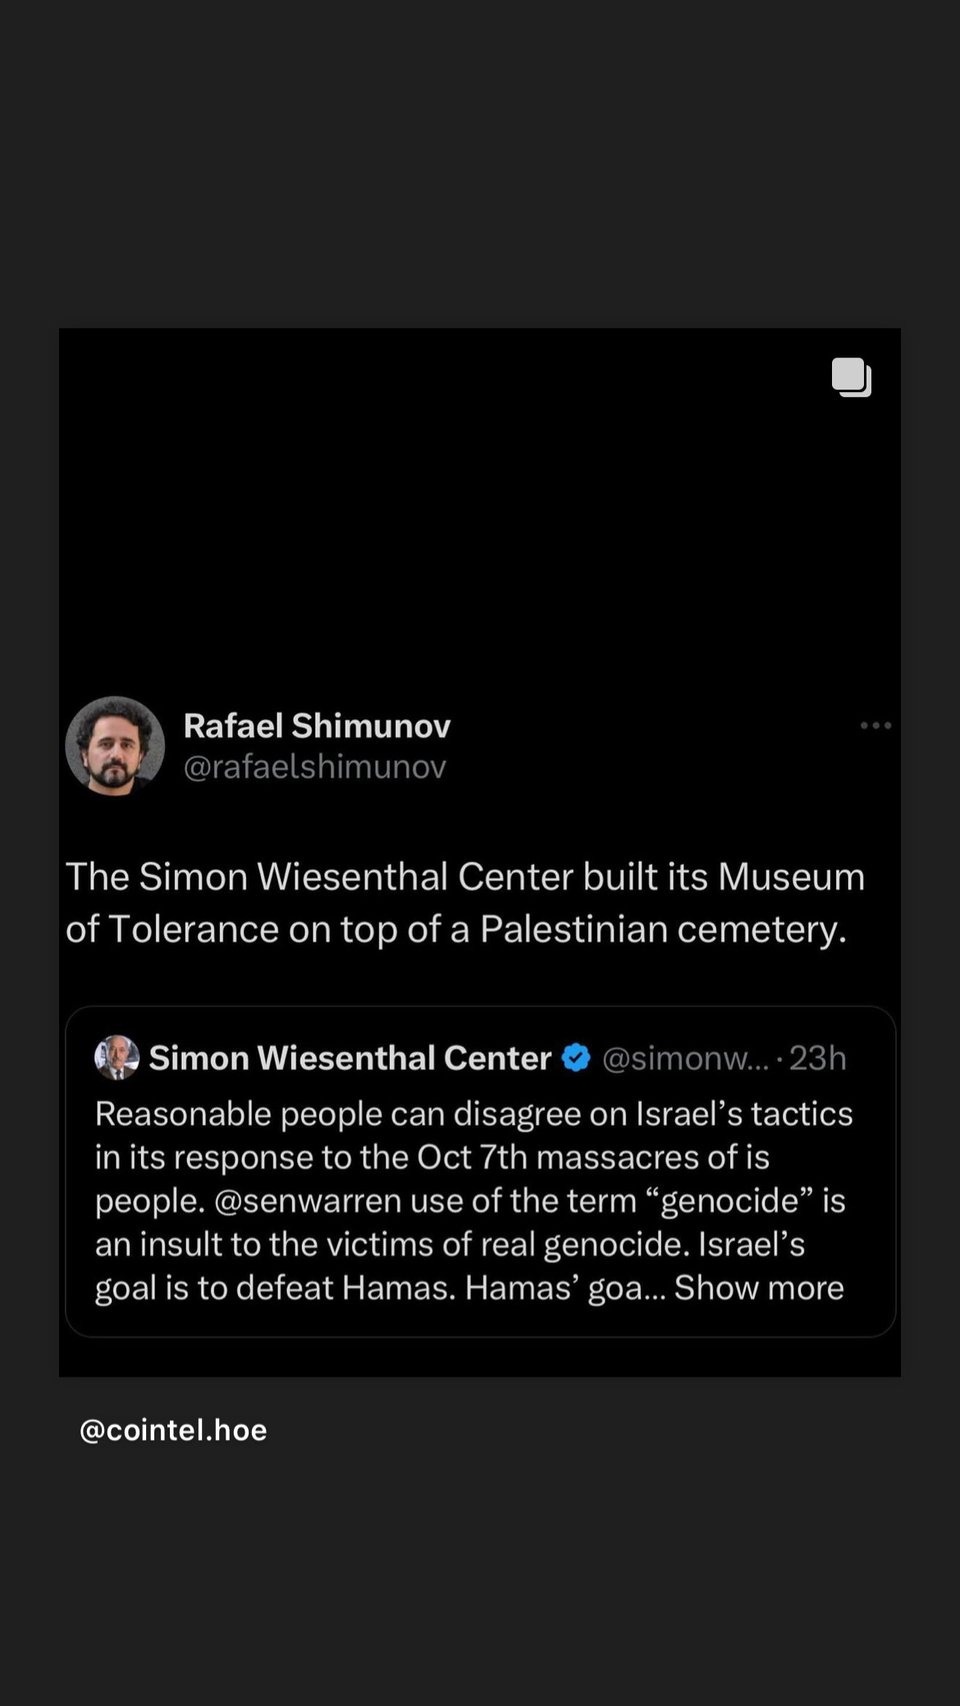 Rafael Shimunov
@rafaelshimunov
The Simon Wiesenthal Center built its Museum
of Tolerance on top of a Palestinian cemetery.
Simon Wiesenthal Center @simonw... · 23h
Reasonable people can disagree on Israel’s tactics
in its response to the Oct 7th massacres of is
people. @senwarren use of the term “genocide” is
an insult to the victims of real genocide. Israel’s
goal is to defeat Hamas. Hamas’ goa... Show more
@cointel.hoe